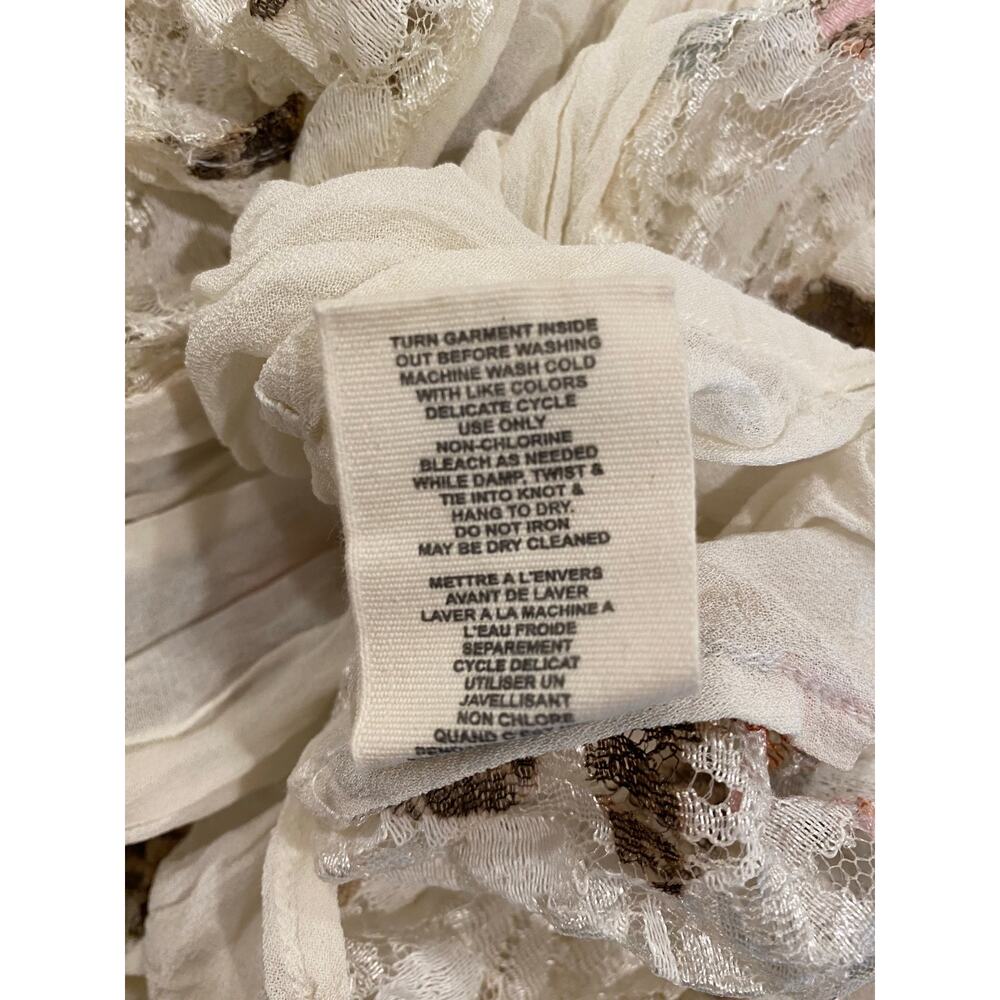 TURN GARMENT INSIDE
OUT BEFORE WASHING
MACHINE WASH COLD
WITH LIKE COLORS
DELICATE CYCLE
USE ONLY
NON-CHLORINE
BLEACH AS NEEDED
WHILE DAMP, TWIST &
TIE INTO KNOT &
HANG TO DRY.
DO NOT IRON
MAY BE DRY CLEANED
METTRE A L'ENVERS
AVANT DE LAVER
LAVER A LA MACHINE A
L'EAU FROIDE
SEPAREMENT
CYCLE DELICAT
UTILISER UN
JAVELLISANT
NON CHLORE
QUAND